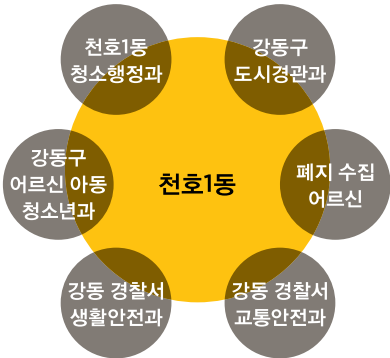 천호1동
청소행정과
강동구
도시경관과
강동구
어르신 아동
청소년과
천호1동
폐지 수집
어르신
강동 경찰서
생활안전과
강동 경찰서
교통안전과